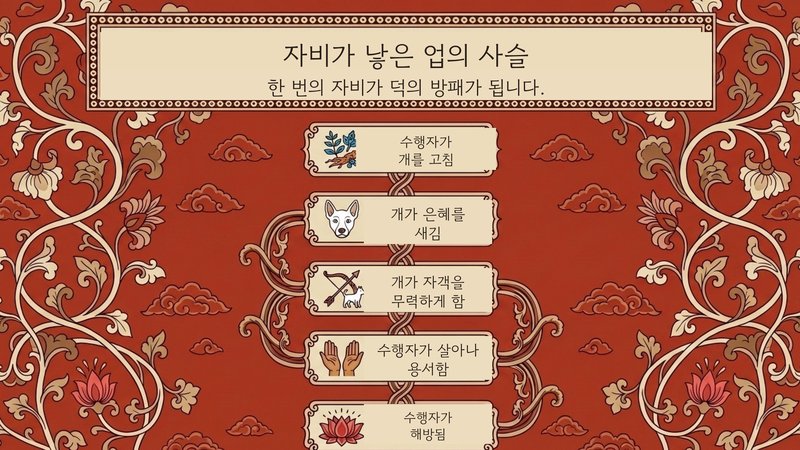 자비가 낳은 업의 사슬
한 번의 자비가 덕의 방패가 됩니다.
수행자가
개를 고침
개가 은혜를
새김
개가 자객을
무력하게 함
수행자가 살아나
용서함
수행자가
해방됨